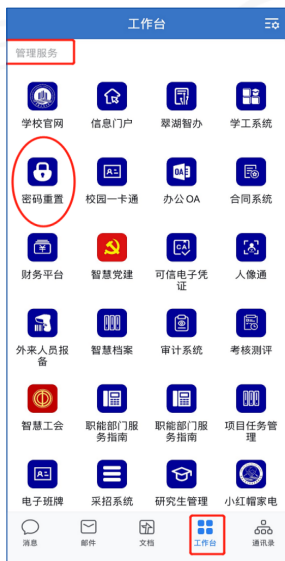 工作台
管理服务
学校官网 信息门户 翠湖智办 学工系统
密码重置 校园一卡通 办公OA 合同系统
财务平台 智慧党建 可信电子凭证 人像通
外来人员报备 智慧档案 审计系统 考核测评
智慧工会 职能部门服务指南 职能部门服务指南 项目任务管理
电子班牌 采招系统 研究生管理 小红帽家电
消息 邮件 文档 工作台 通讯录